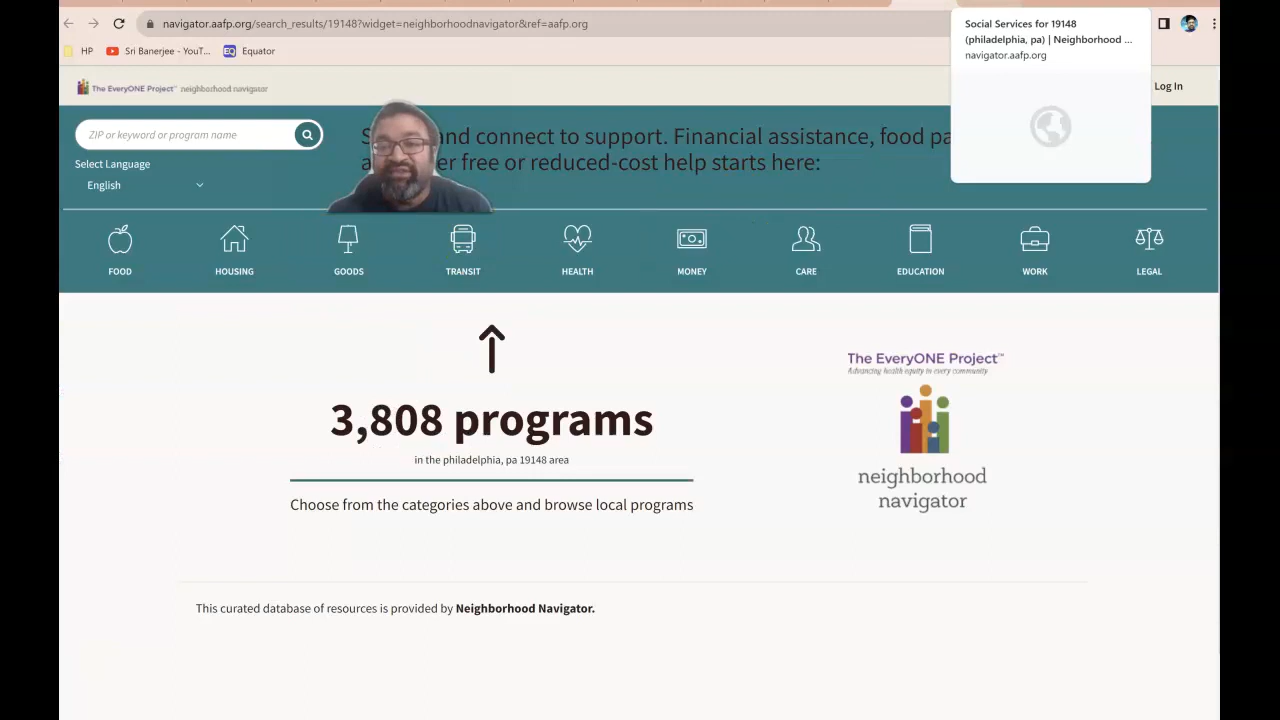 navigator.aafp.org/search_results/19148?widget=neighborhoodnavigator&ref=aafp.org
Social Services for 19148
(philadelphia, pa) | Neighborhood ...
navigator.aafp.org
HP
Sri Banerjee - YouT...
EQ
Equator
The EveryONE Project™ neighborhood navigator
Log In
ZIP or keyword or program name
and connect to support. Financial assistance, food
free or reduced-cost help starts here:
Select Language
English
FOOD
HOUSING
GOODS
TRANSIT
HEALTH
MONEY
CARE
EDUCATION
WORK
LEGAL
3,808 programs
in the philadelphia, pa 19148 area
Choose from the categories above and browse local programs
The EveryONE Project™
Advancing health equity in every community.
neighborhood
navigator
This curated database of resources is provided by Neighborhood Navigator.